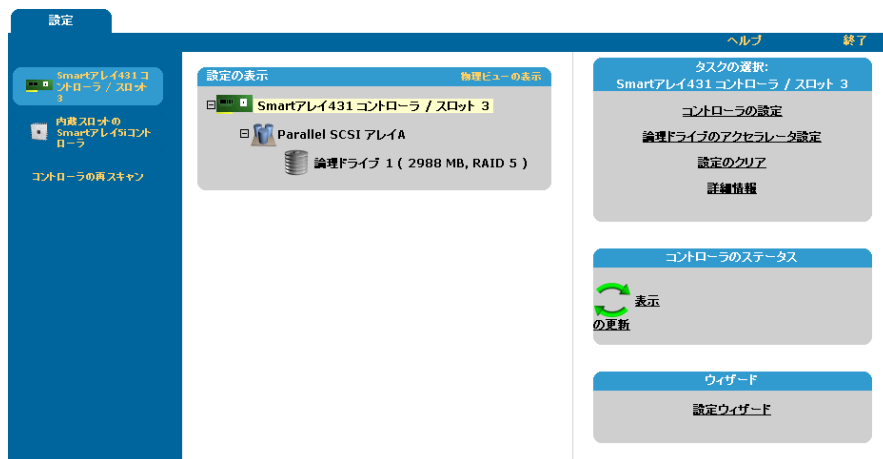 設定
ヘルプ
終了
Smartアレイ431 コ
ントローラ / スロット
3
内蔵スロットの
Smartアレイ5iコント
ローラ
コントローラの再スキャン
設定の表示
物理ビューの表示
Smartアレイ431 コントローラ / スロット 3
Parallel SCSI アレイA
論理ドライブ 1 ( 2988 MB, RAID 5 )
タスクの選択:
Smartアレイ431 コントローラ / スロット 3
コントローラの設定
論理ドライブのアクセラレータ設定
設定のクリア
詳細情報
コントローラのステータス
表示
の更新
ウィザード
設定ウィザード